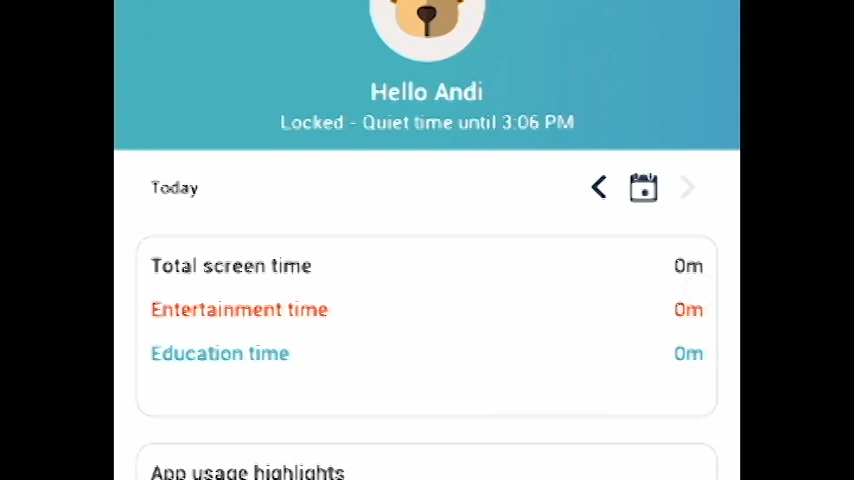 Hello Andi
Locked - Quiet time until 3:06 PM
Today
Total screen time 0m
Entertainment time 0m
Education time 0m
App usage highlights